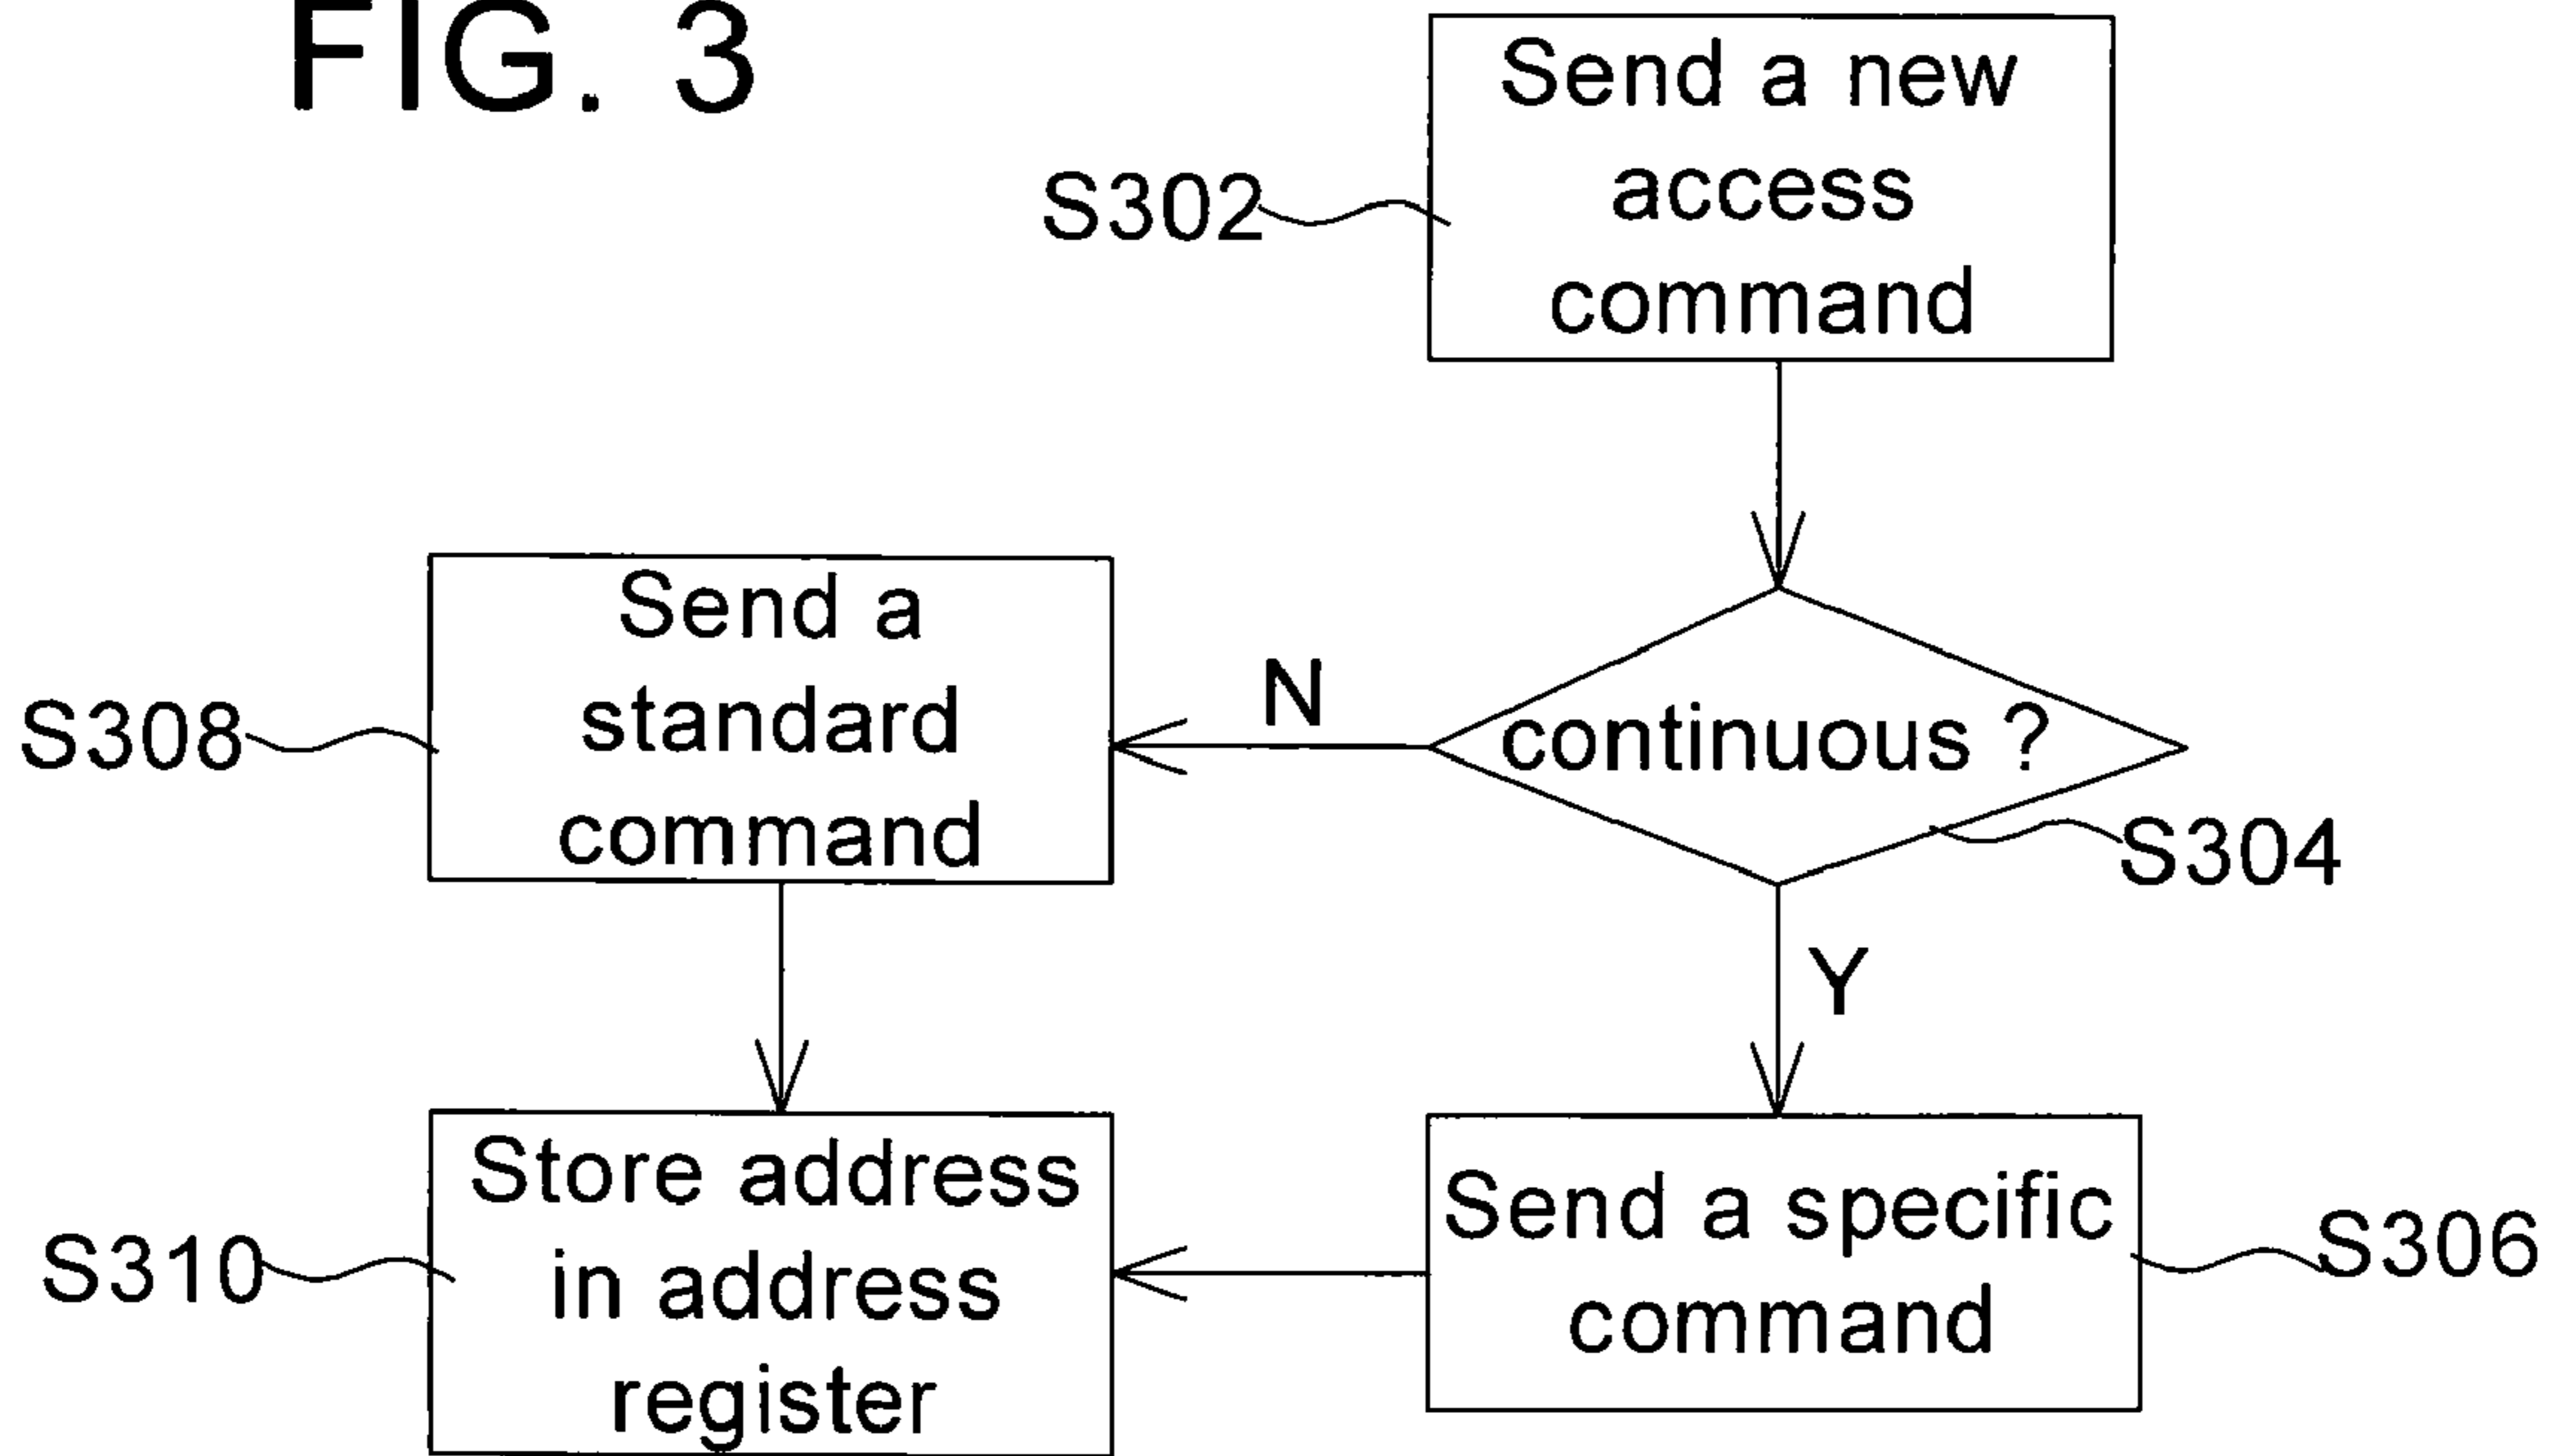 FIG. 3
Send a new
access
command
S302
Send a
standard
command
S308
N
continuous ?
S304
Y
Store address
in address
register
S310
Send a specific
command
S306